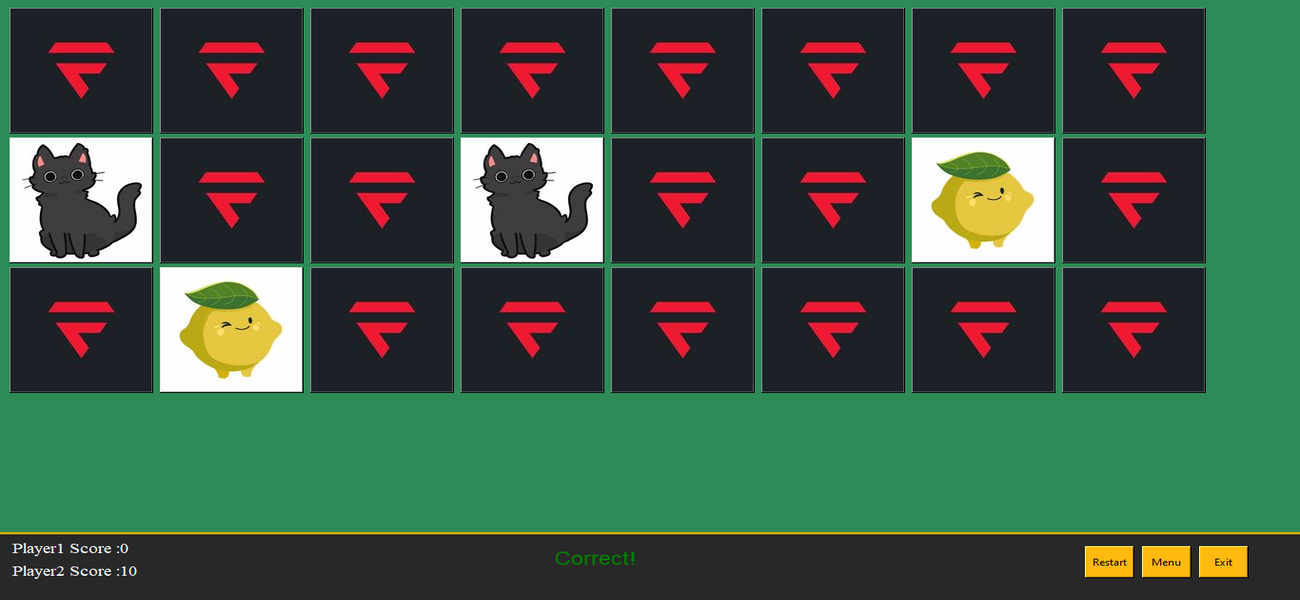 Player1 Score :0
Player2 Score :10
Correct!
Restart
Menu
Exit